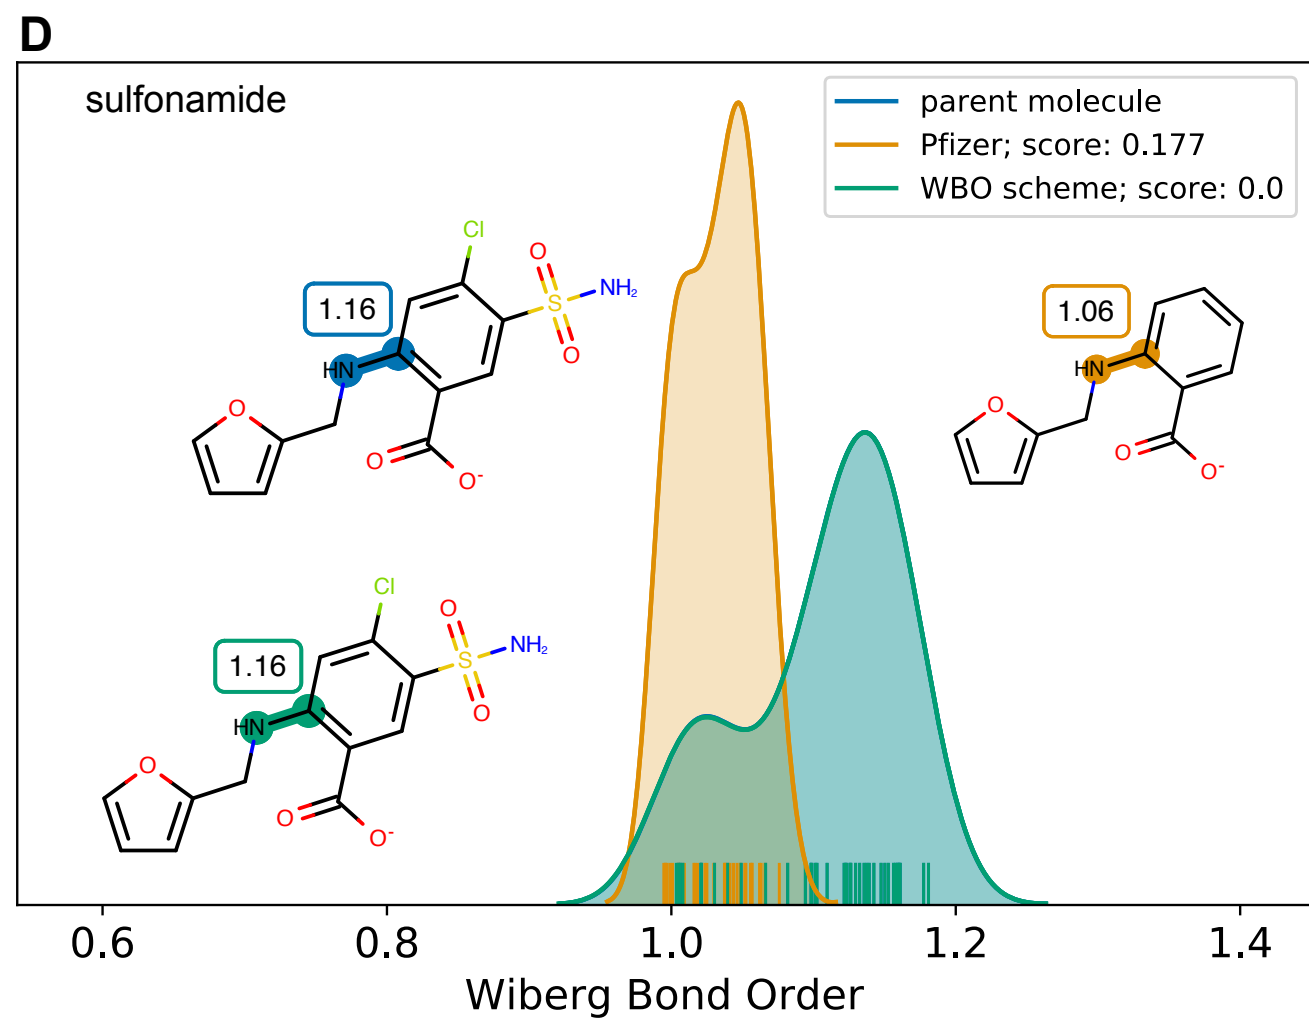 D
sulfonamide
parent molecule
Pfizer; score: 0.177
WBO scheme; score: 0.0
Cl
O
S
NH₂
O
1.16
HN
O
O
O⁻
1.06
HN
O
O
O⁻
Cl
O
S
NH₂
O
1.16
HN
O
O
O⁻
0.6
0.8
1.0
1.2
1.4
Wiberg Bond Order